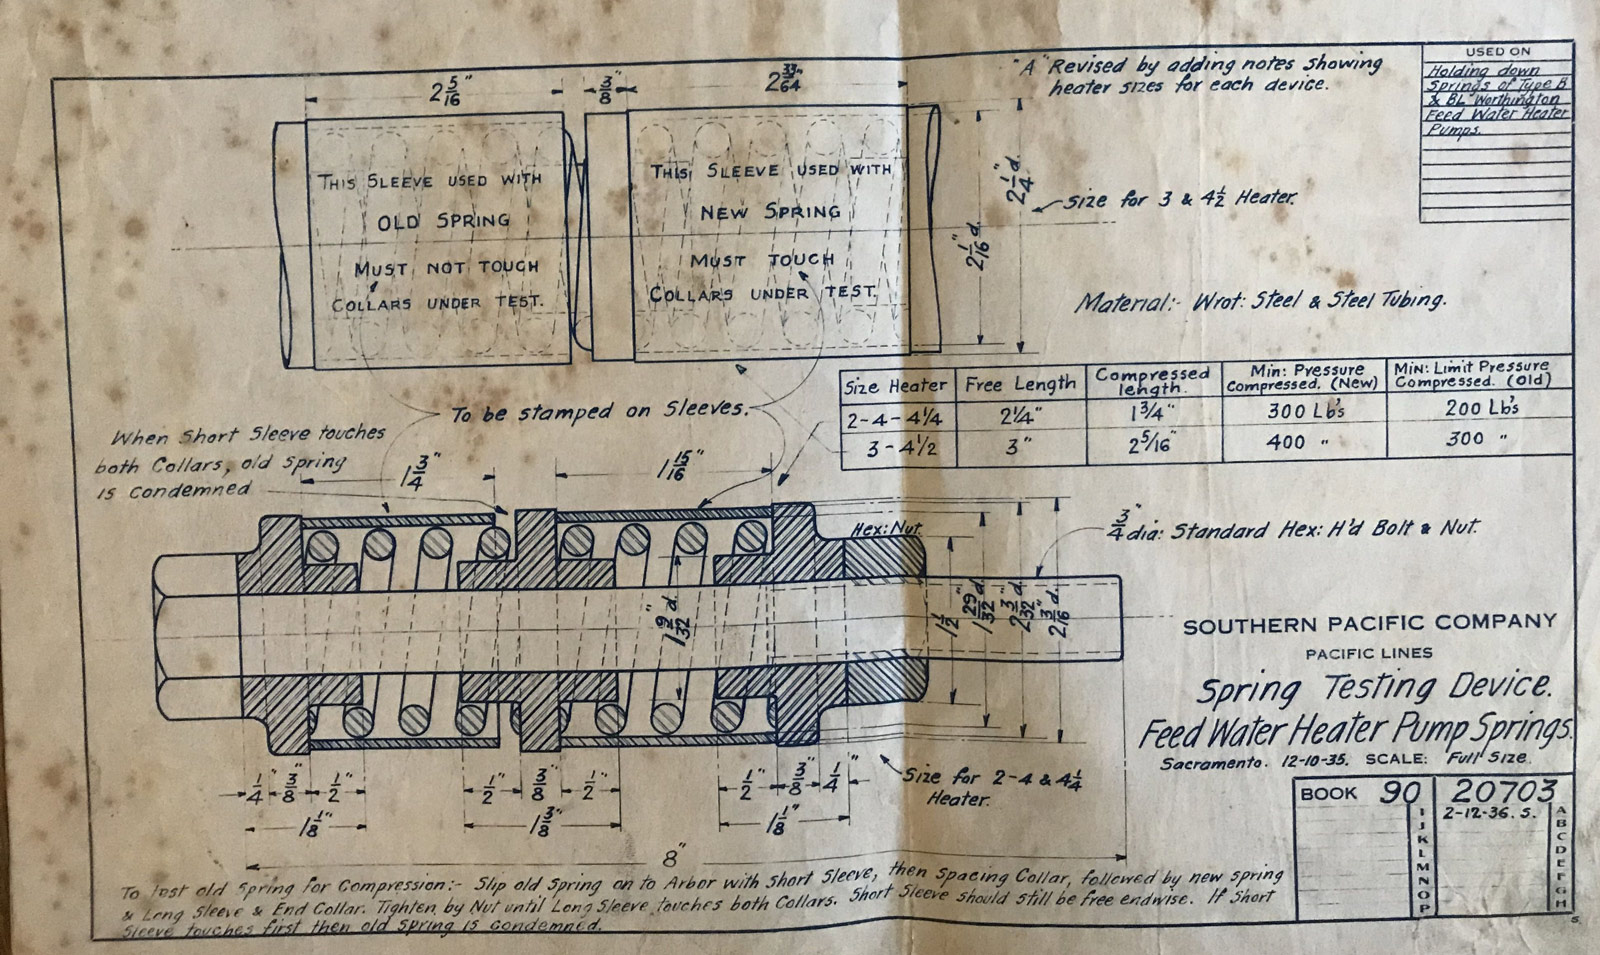 2 5/16"
3/8"
2 33/64"
"A" Revised by adding notes showing
heater sizes for each device.
USED ON
Holding down
Springs of Type B
& BL Worthington
Feed Water Heater
Pumps.
THIS SLEEVE USED WITH
OLD SPRING
MUST NOT TOUCH
COLLARS UNDER TEST.
THIS SLEEVE USED WITH
NEW SPRING
MUST TOUCH
COLLARS UNDER TEST.
2 1/16" d.
2 1/4" d.
Size for 3 & 4½ Heater.
Material:- Wrot: Steel & Steel Tubing.
Size Heater Free Length Compressed length. Min: Pressure Compressed. (New) Min: Limit Pressure Compressed. (Old)
2-4-4¼ 2¼" 1¾" 300 Lb's 200 Lb's
3-4½ 3" 2 5/16" 400 " 300 "
To be stamped on Sleeves.
When Short Sleeve touches
both Collars, old spring
is condemned
1 3/4"
1 15/16"
Hex: Nut.
3/4" dia: Standard Hex: H'd Bolt & Nut.
1 9/32" d.
1 1/2"
1 29/32" d.
2 3/32" d.
2 3/16" d.
SOUTHERN PACIFIC COMPANY
PACIFIC LINES
Spring Testing Device.
Feed Water Heater Pump Springs.
Sacramento. 12-10-35. SCALE: Full Size
Size for 2-4 & 4¼
Heater.
1/4" 3/8" 1/2" 1/2" 3/8" 1/2" 1/2" 3/8" 1/4"
1 1/8" 1 3/8" 1 1/8"
8"
BOOK 90 20703
2-12-36. S.
I
J
K
L
M
N
O
P
A
B
C
D
E
F
G
H
S.
To test old spring for Compression:- Slip old Spring on to Arbor with Short Sleeve, then Spacing Collar, followed by new spring
& Long Sleeve & End Collar. Tighten by Nut until Long Sleeve touches both Collars. Short Sleeve should still be free endwise. If Short
Sleeve touches first then old spring is condemned.